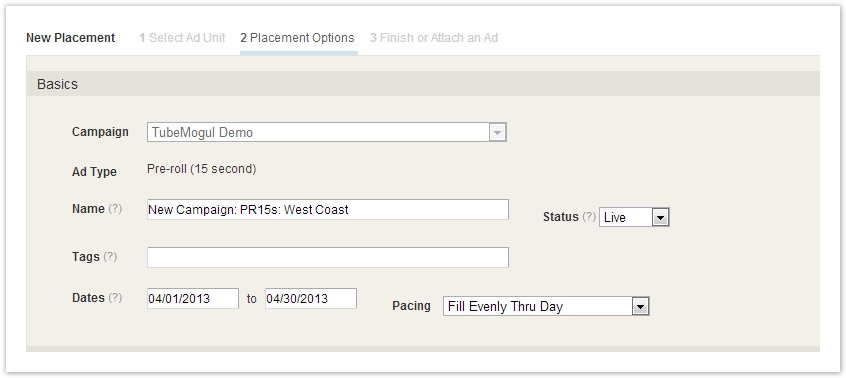 New Placement 1 Select Ad Unit 2 Placement Options 3 Finish or Attach an Ad
Basics
Campaign TubeMogul Demo
Ad Type Pre-roll (15 second)
Name (?) New Campaign: PR15s: West Coast Status (?) Live
Tags (?)
Dates (?) 04/01/2013 to 04/30/2013 Pacing Fill Evenly Thru Day